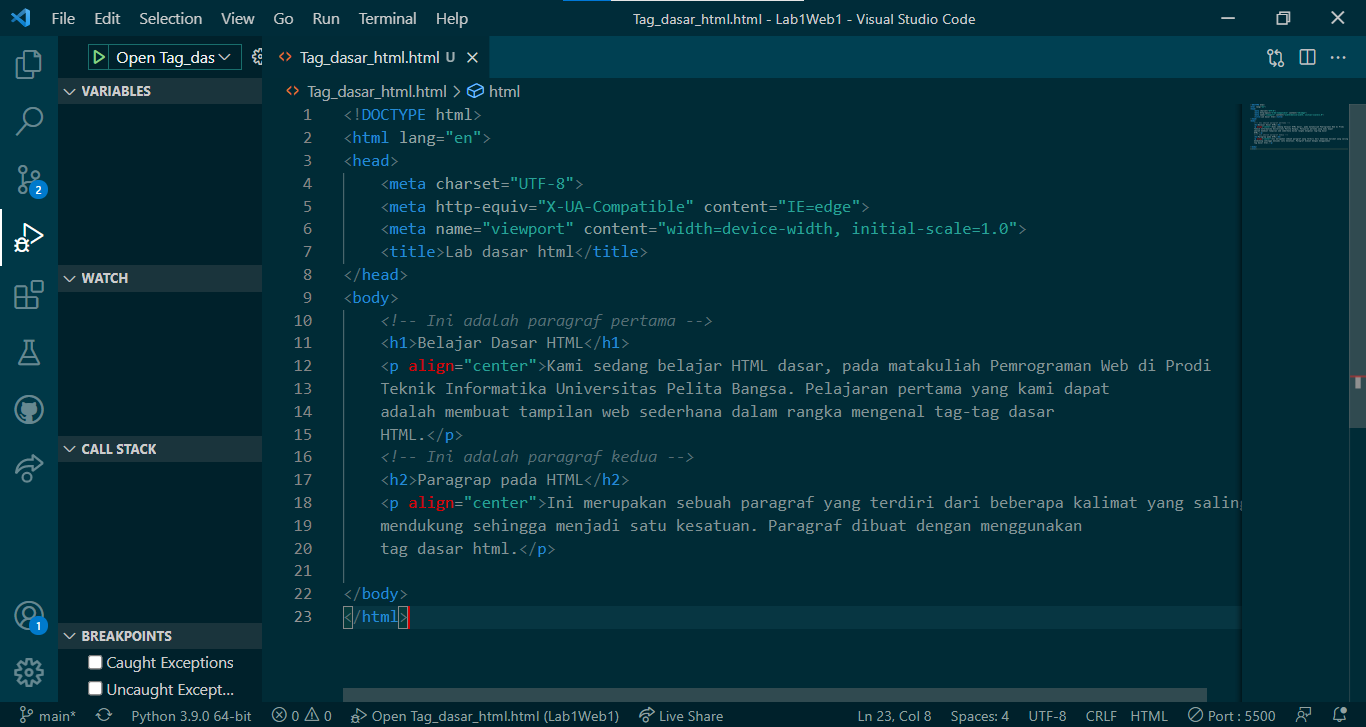 File Edit Selection View Go Run Terminal Help Tag_dasar_html.html - Lab1Web1 - Visual Studio Code
Open Tag_das
Tag_dasar_html.html U
VARIABLES
WATCH
CALL STACK
BREAKPOINTS
Caught Exceptions
Uncaught Except...
2
1
Tag_dasar_html.html > html
1 <!DOCTYPE html>
2 <html lang="en">
3 <head>
4 <meta charset="UTF-8">
5 <meta http-equiv="X-UA-Compatible" content="IE=edge">
6 <meta name="viewport" content="width=device-width, initial-scale=1.0">
7 <title>Lab dasar html</title>
8 </head>
9 <body>
10 <!-- Ini adalah paragraf pertama -->
11 <h1>Belajar Dasar HTML</h1>
12 <p align="center">Kami sedang belajar HTML dasar, pada matakuliah Pemrograman Web di Prodi
13 Teknik Informatika Universitas Pelita Bangsa. Pelajaran pertama yang kami dapat
14 adalah membuat tampilan web sederhana dalam rangka mengenal tag-tag dasar
15 HTML.</p>
16 <!-- Ini adalah paragraf kedua -->
17 <h2>Paragrap pada HTML</h2>
18 <p align="center">Ini merupakan sebuah paragraf yang terdiri dari beberapa kalimat yang saling
19 mendukung sehingga menjadi satu kesatuan. Paragraf dibuat dengan menggunakan
20 tag dasar html.</p>
21
22 </body>
23 </html>
main* Python 3.9.0 64-bit 0 0 Open Tag_dasar_html.html (Lab1Web1) Live Share Ln 23, Col 8 Spaces: 4 UTF-8 CRLF HTML Port : 5500